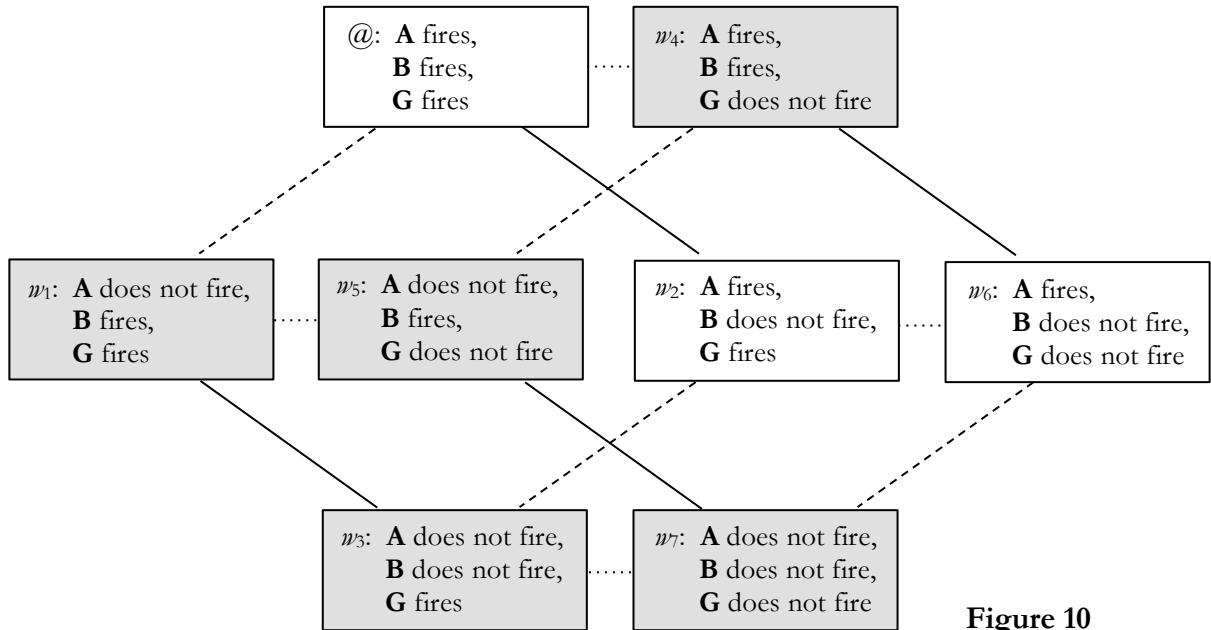 @: A fires,
B fires,
G fires
w₄: A fires,
B fires,
G does not fire
w₁: A does not fire,
B fires,
G fires
w₅: A does not fire,
B fires,
G does not fire
w₂: A fires,
B does not fire,
G fires
w₆: A fires,
B does not fire,
G does not fire
w₃: A does not fire,
B does not fire,
G fires
w₇: A does not fire,
B does not fire,
G does not fire
Figure 10